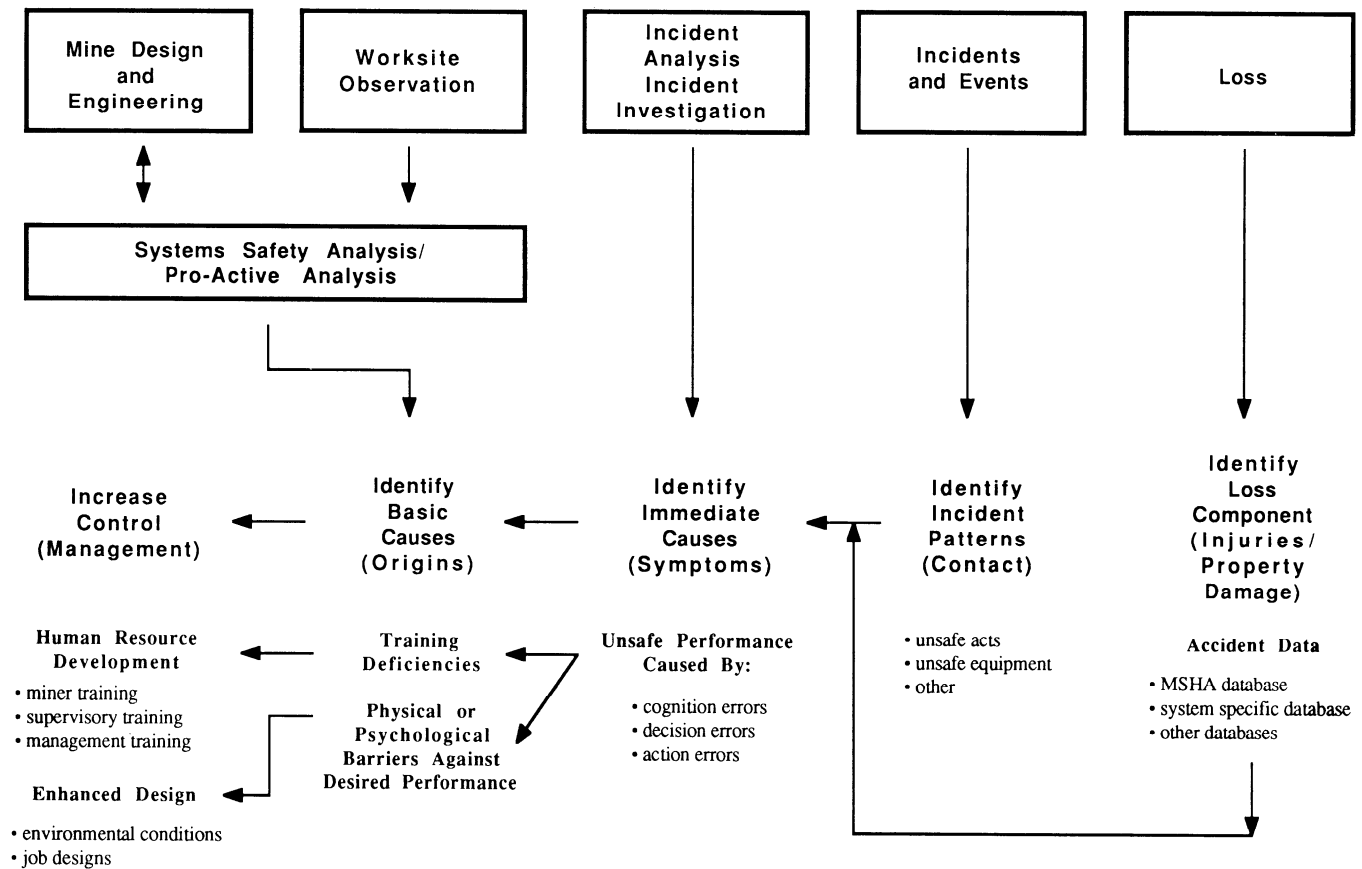 Mine Design
and
Engineering
Worksite
Observation
Incident
Analysis
Incident
Investigation
Incidents
and Events
Loss
Systems Safety Analysis/
Pro-Active Analysis
Increase
Control
(Management)
Identify
Basic
Causes
(Origins)
Identify
Immediate
Causes
(Symptoms)
Identify
Incident
Patterns
(Contact)
Identify
Loss
Component
(Injuries/
Property
Damage)
Human Resource
Development
• miner training
• supervisory training
• management training
Enhanced Design
• environmental conditions
• job designs
Training
Deficiencies
Physical or
Psychological
Barriers Against
Desired Performance
Unsafe Performance
Caused By:
• cognition errors
• decision errors
• action errors
• unsafe acts
• unsafe equipment
• other
Accident Data
• MSHA database
• system specific database
• other databases